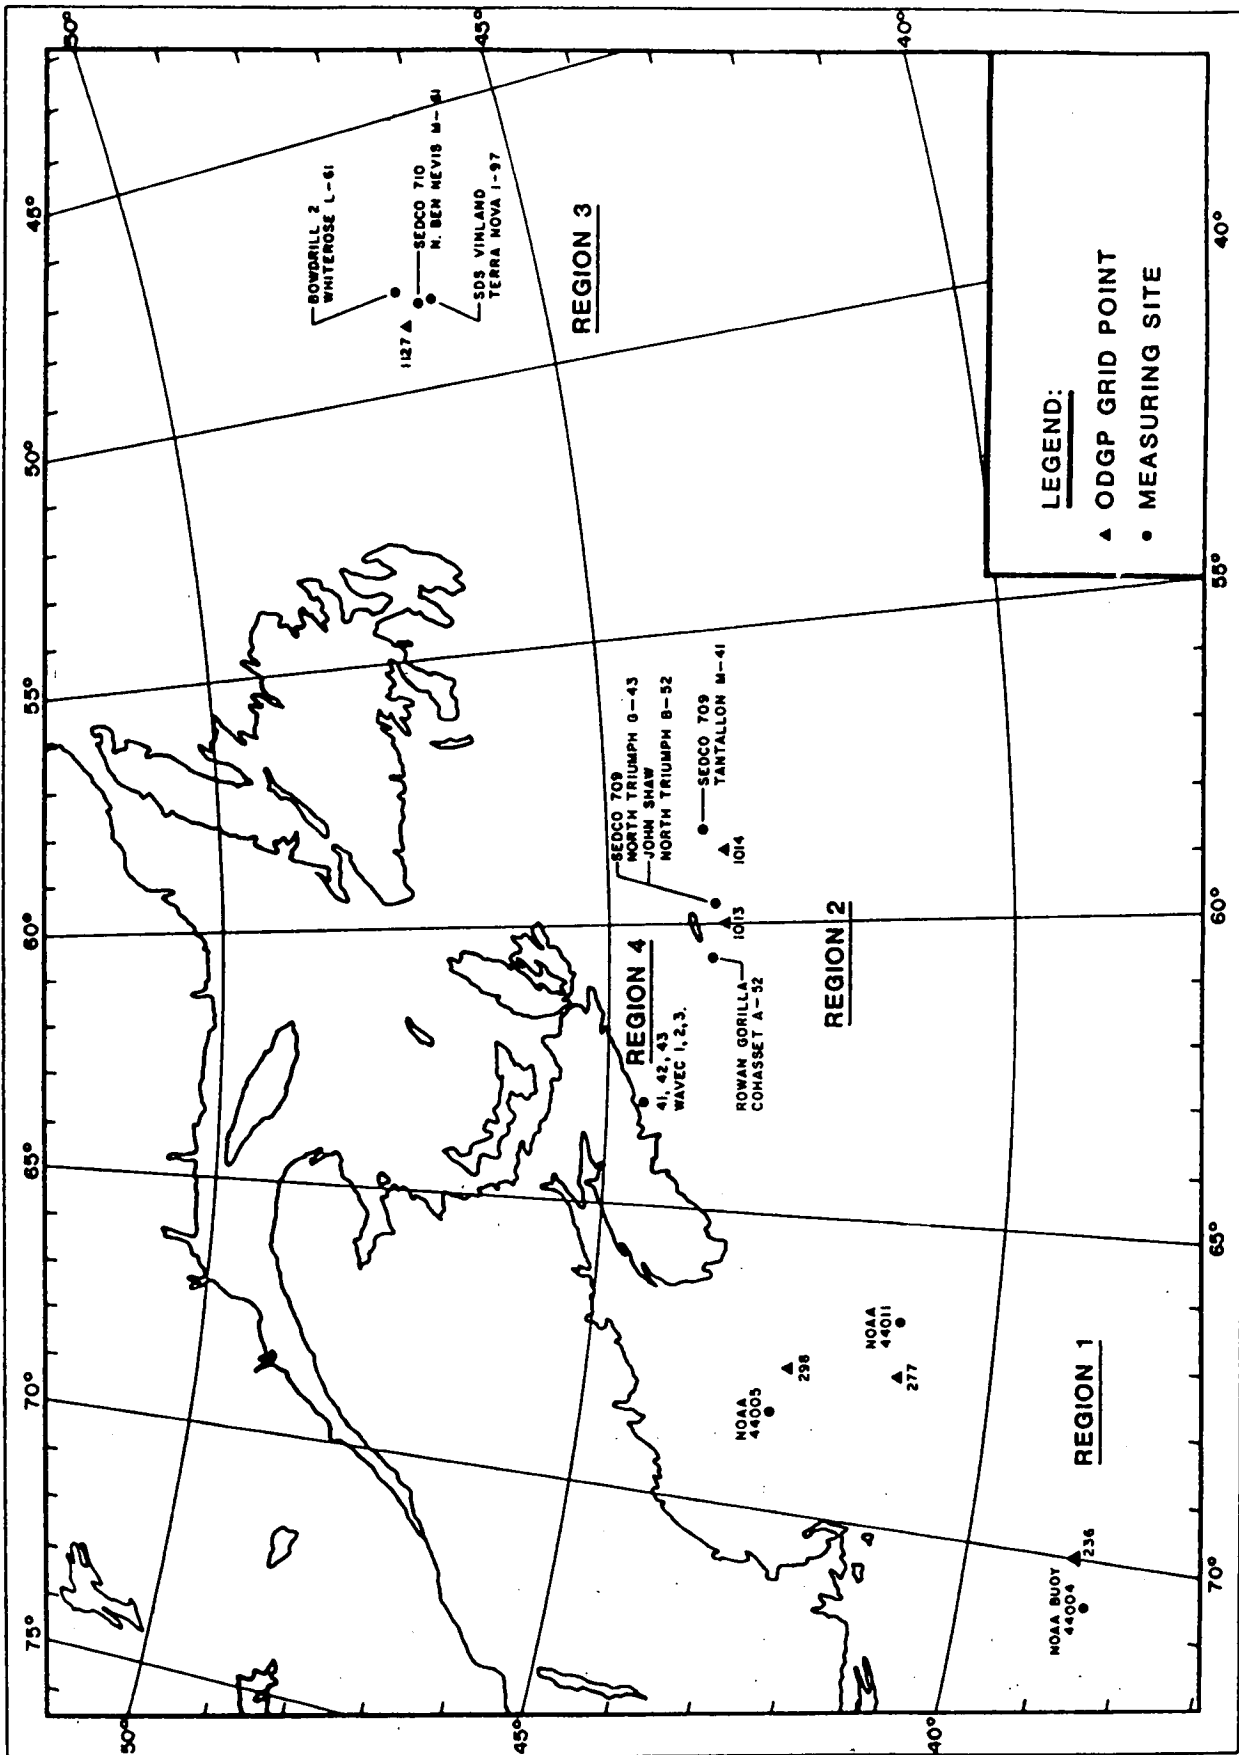 50°
45°
40°
45°
50°
55°
60°
65°
70°
75°
50°
45°
40°
40°
55°
65°
70°
BOWDRILL 2
WHITEROSE L-61
SEDCO 710
N. BEN NEVIS M-61
SDS VINLAND
TERRA NOVA I-97
1127
REGION 3
SEDCO 709
NORTH TRIUMPH G-43
JOHN SHAW
NORTH TRIUMPH B-52
SEDCO 709
TANTALLON M-41
1014
1013
REGION 4
41, 42, 43
WAVEC 1, 2, 3.
ROWAN GORILLA
COHASSET A-52
REGION 2
NOAA
44005
298
NOAA
44011
277
REGION 1
NOAA BUOY
44004
236
LEGEND:
▲ ODGP GRID POINT
● MEASURING SITE